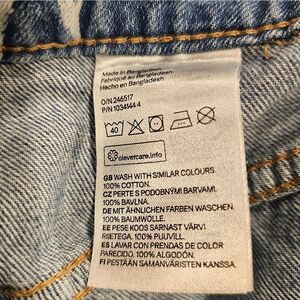 Made in Bangladesh
Fabriqué au Bangladesh
Hecho en Bangladesh
O/N 246517
P/N 1034144 4
40
clevercare.info
GB WASH WITH SIMILAR COLOURS
100% COTTON.
CZ PERTE S PODOBNÝMI BARVAMI.
100% BAVLNA.
DE MIT ÄHNLICHEN FARBEN WASCHEN.
100% BAUMWOLLE.
EE PESE KOOS SARNAST VÄRVI
RIIETEGA. 100% PUUVILL.
ES LAVAR CON PRENDAS DE COLOR
PARECIDO. 100% ALGODÓN.
FI PESTÄÄN SAMANVÄRISTEN KANSSA.